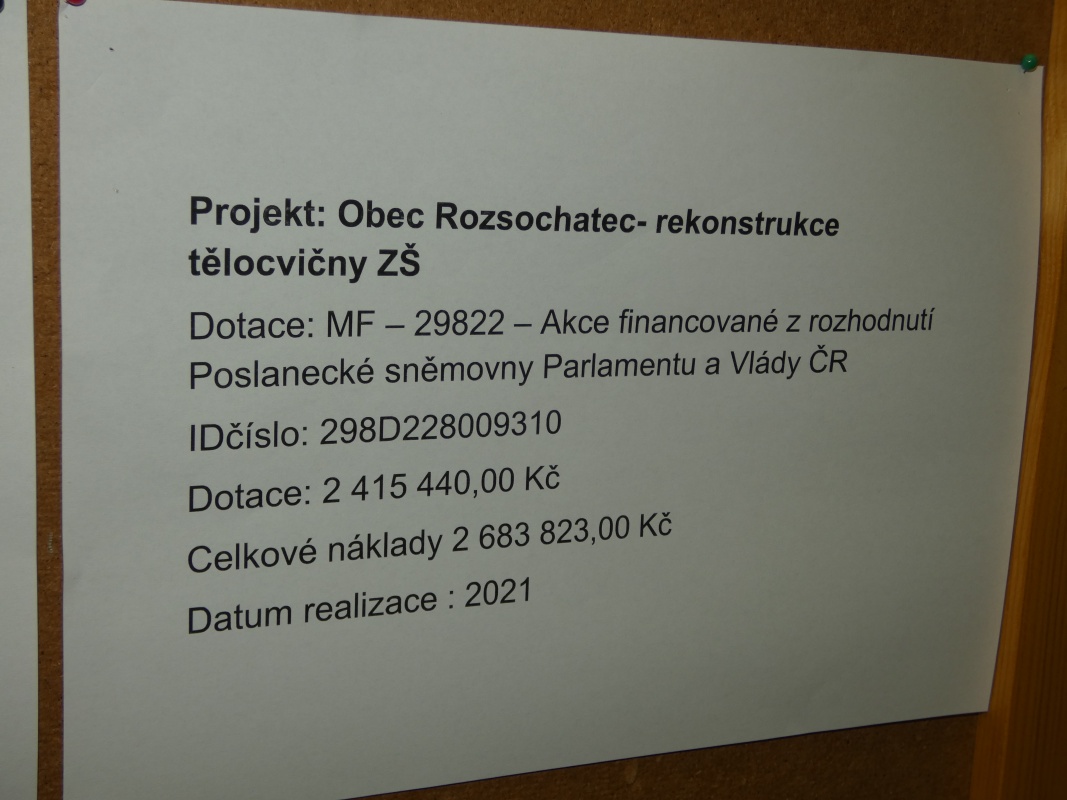 Projekt: Obec Rozsochatec- rekonstrukce
tělocvičny ZŠ
Dotace: MF – 29822 – Akce financované z rozhodnutí
Poslanecké sněmovny Parlamentu a Vlády ČR
IDčíslo: 298D228009310
Dotace: 2 415 440,00 Kč
Celkové náklady 2 683 823,00 Kč
Datum realizace : 2021